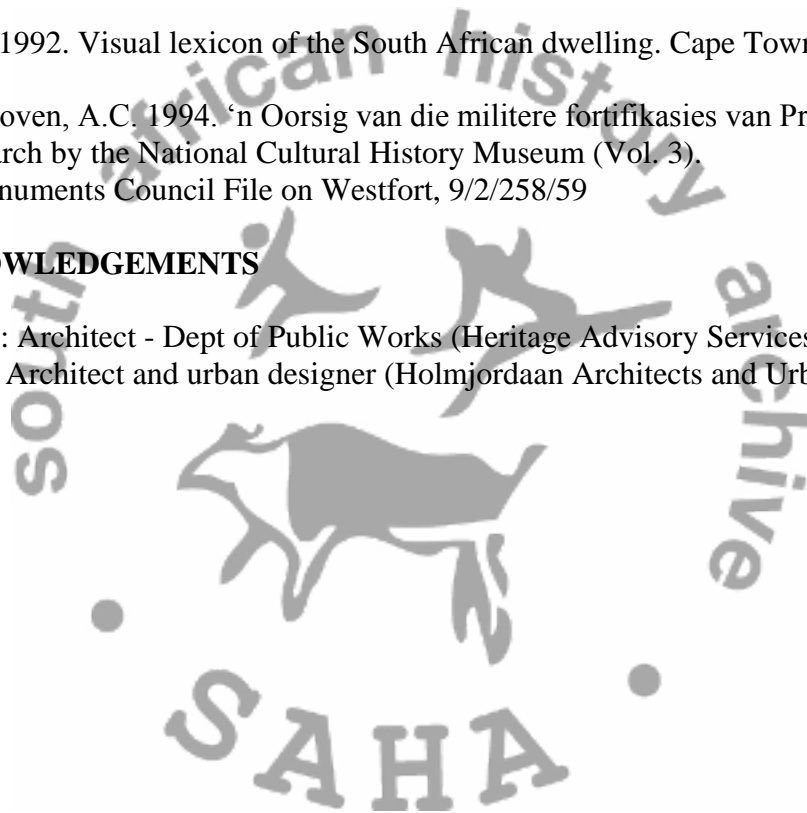 1992. Visual lexicon of the South African dwelling. Cape Town
oven, A.C. 1994. ‘n Oorsig van die militere fortifikasies van Pr
arch by the National Cultural History Museum (Vol. 3).
numents Council File on Westfort, 9/2/258/59
OWLEDGEMENTS
: Architect - Dept of Public Works (Heritage Advisory Services
Architect and urban designer (Holmjordaan Architects and Urb
south african history archive
• SAHA •